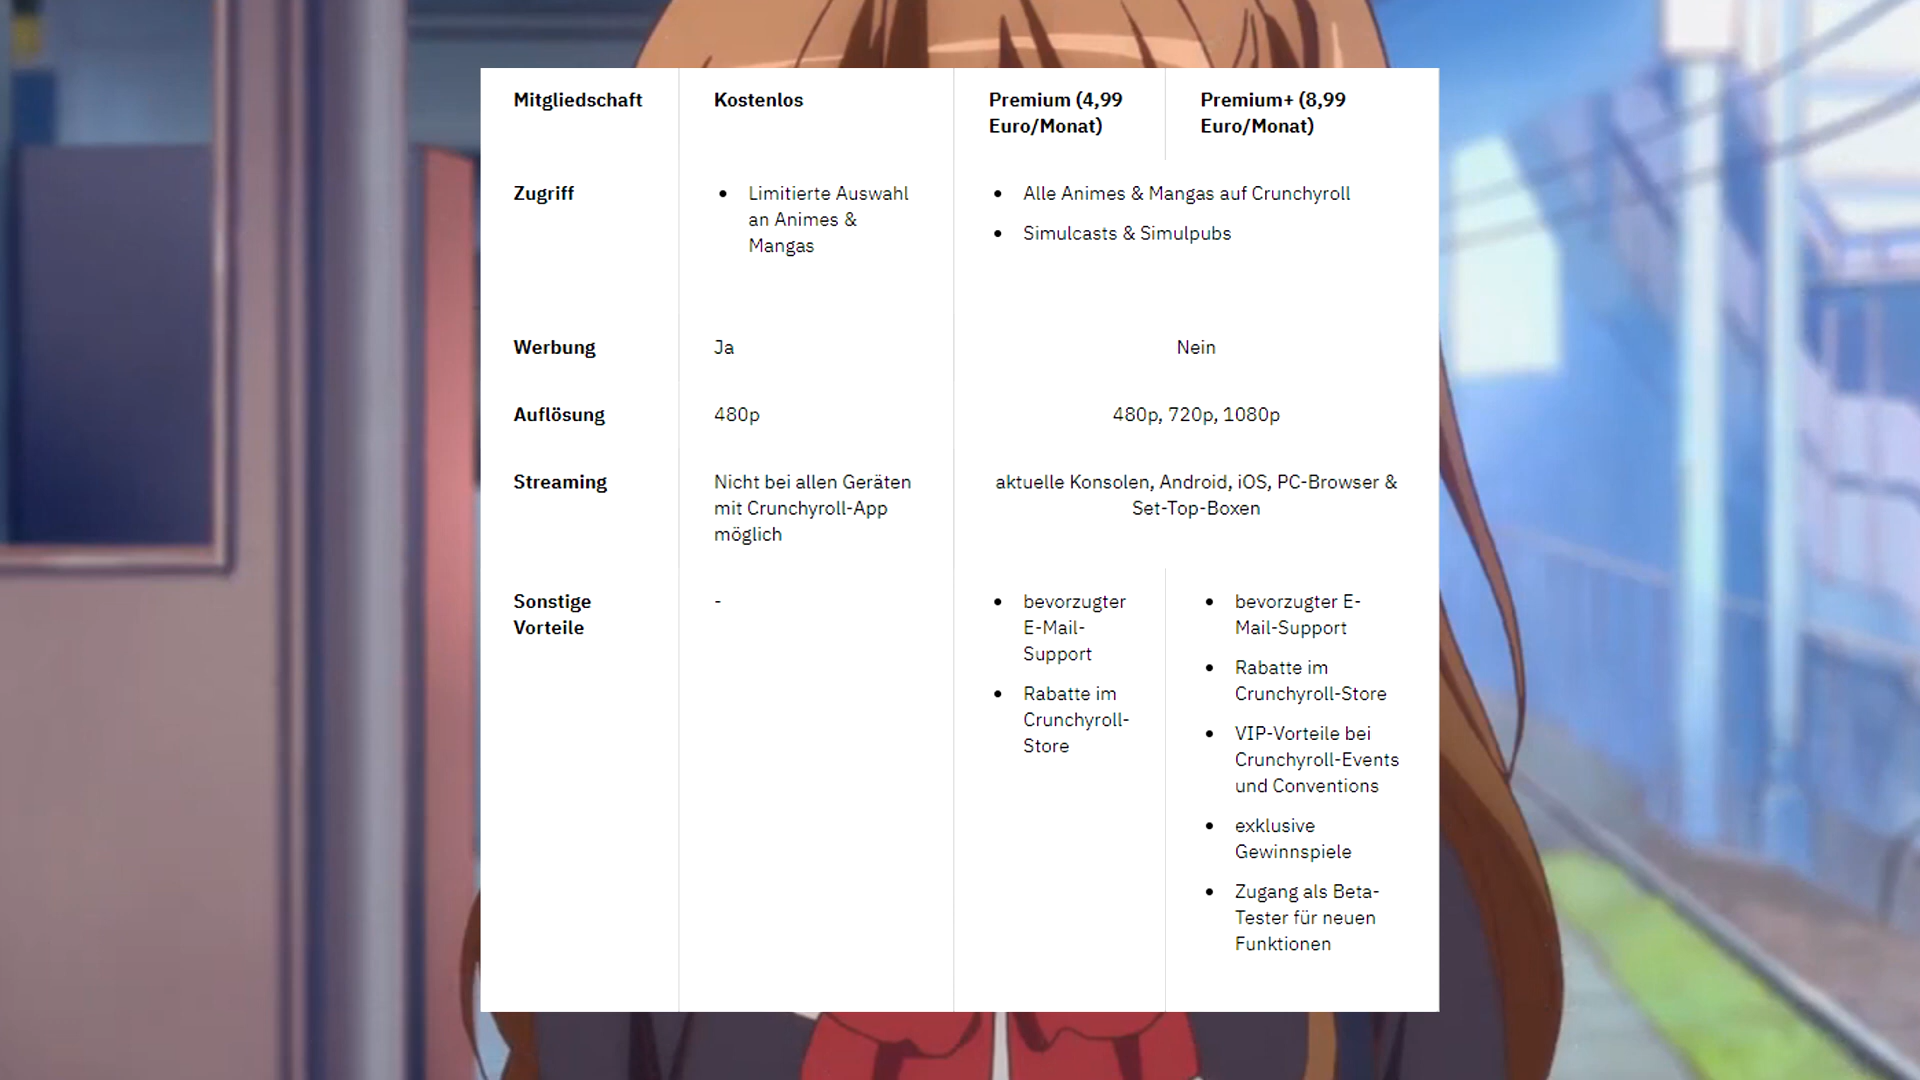 Mitgliedschaft
Kostenlos
Premium (4,99
Euro/Monat)
Premium+ (8,99
Euro/Monat)
Zugriff
• Limitierte Auswahl
an Animes &
Mangas
• Alle Animes & Mangas auf Crunchyroll
• Simulcasts & Simulpubs
Werbung
Ja
Nein
Auflösung
480p
480p, 720p, 1080p
Streaming
Nicht bei allen Geräten
mit Crunchyroll-App
möglich
aktuelle Konsolen, Android, iOS, PC-Browser &
Set-Top-Boxen
Sonstige
Vorteile
-
• bevorzugter
E-Mail-
Support
• Rabatte im
Crunchyroll-
Store
• bevorzugter E-
Mail-Support
• Rabatte im
Crunchyroll-Store
• VIP-Vorteile bei
Crunchyroll-Events
und Conventions
• exklusive
Gewinnspiele
• Zugang als Beta-
Tester für neuen
Funktionen